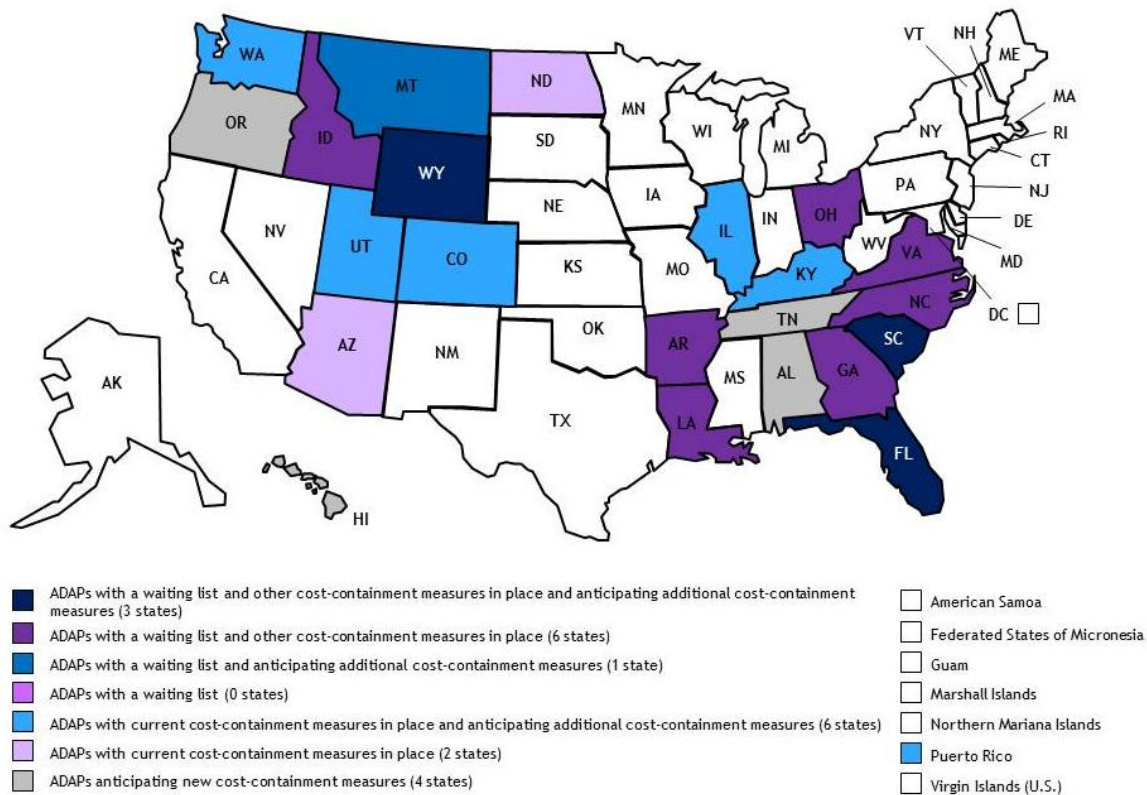 WA
MT
ND
MN
VT
NH
ME
OR
ID
WY
SD
WI
MI
NY
MA
RI
CT
NV
UT
CO
NE
IA
IL
IN
OH
PA
NJ
DE
MD
CA
KS
MO
KY
WV
VA
DC
AZ
NM
OK
AR
TN
NC
SC
AK
TX
LA
MS
AL
GA
FL
HI
ADAPs with a waiting list and other cost-containment measures in place and anticipating additional cost-containment
measures (3 states)
ADAPs with a waiting list and other cost-containment measures in place (6 states)
ADAPs with a waiting list and anticipating additional cost-containment measures (1 state)
ADAPs with a waiting list (0 states)
ADAPs with current cost-containment measures in place and anticipating additional cost-containment measures (6 states)
ADAPs with current cost-containment measures in place (2 states)
ADAPs anticipating new cost-containment measures (4 states)
American Samoa
Federated States of Micronesia
Guam
Marshall Islands
Northern Mariana Islands
Puerto Rico
Virgin Islands (U.S.)